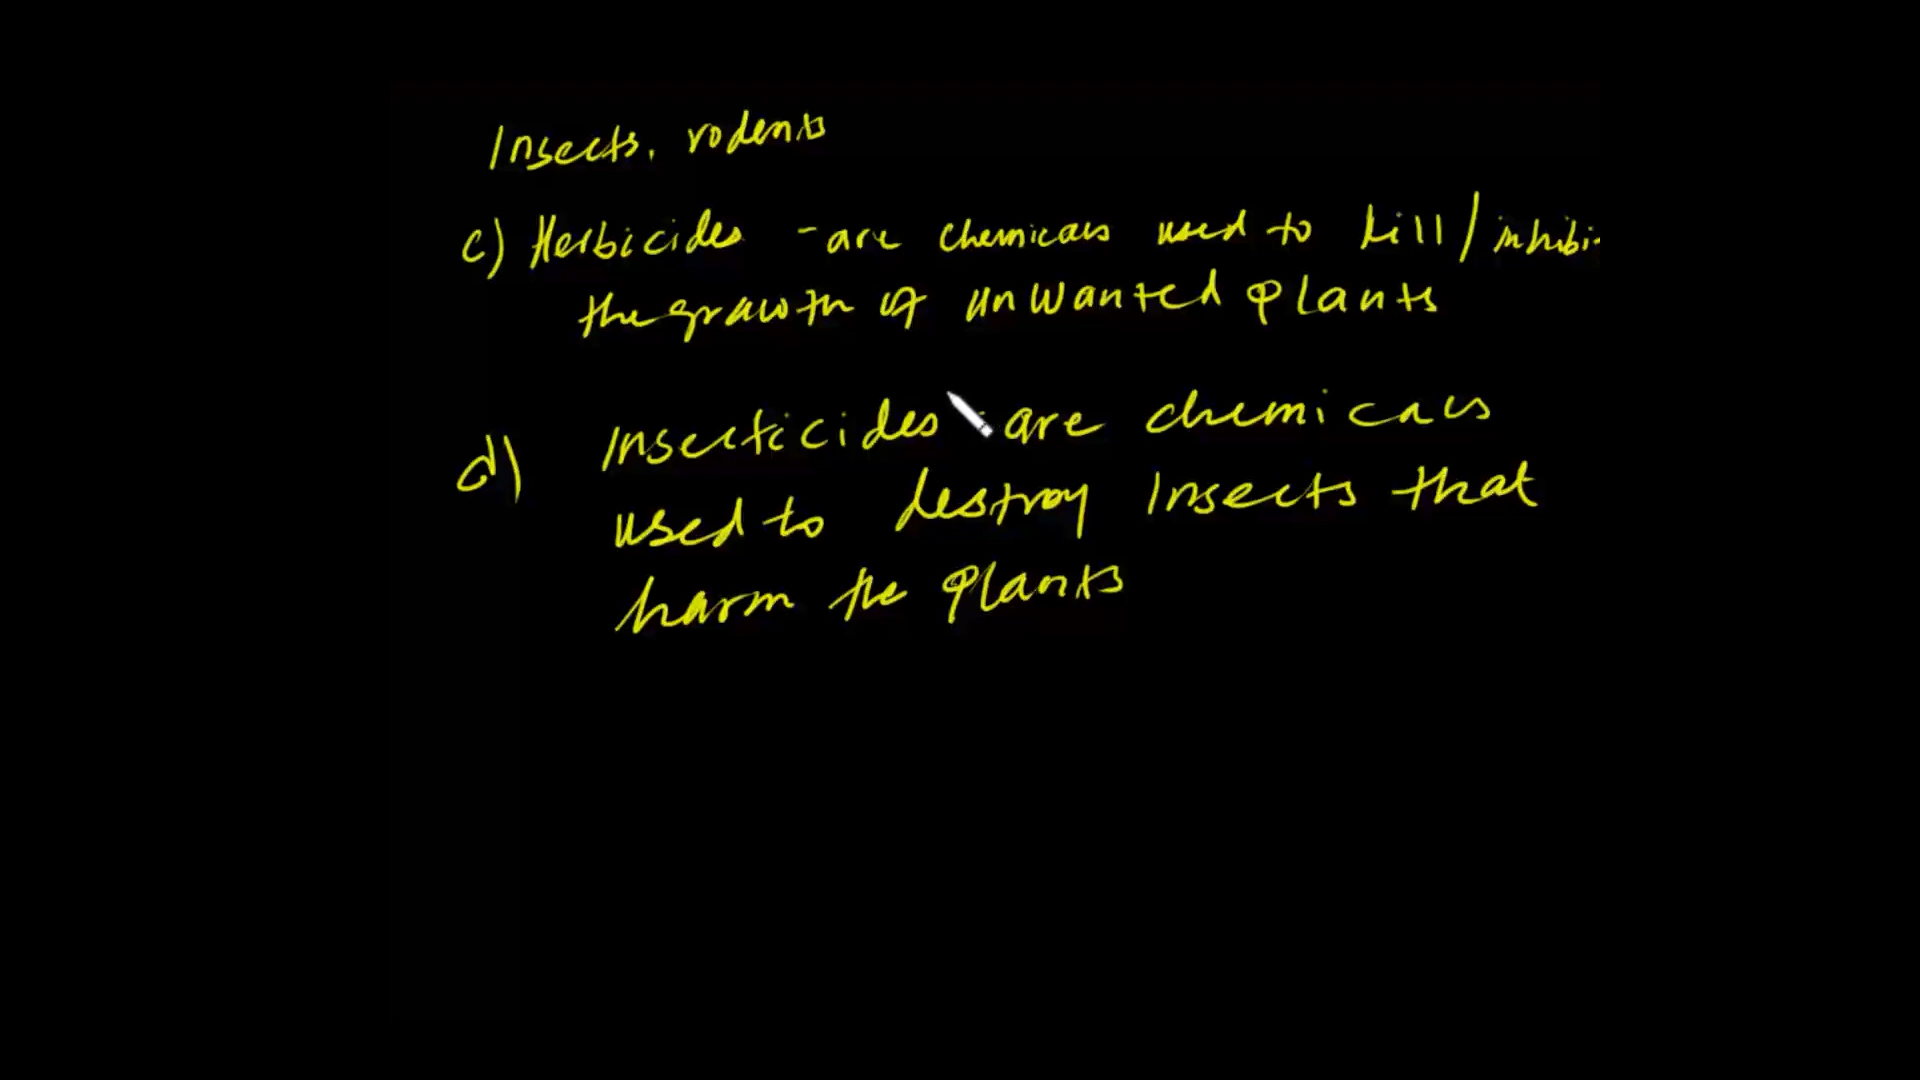 Insects, rodents
c) Herbicides - are chemicals used to kill/inhibi
the growth of unwanted plants
d) Insecticides - are chemicals
used to destroy Insects that
harm the plants